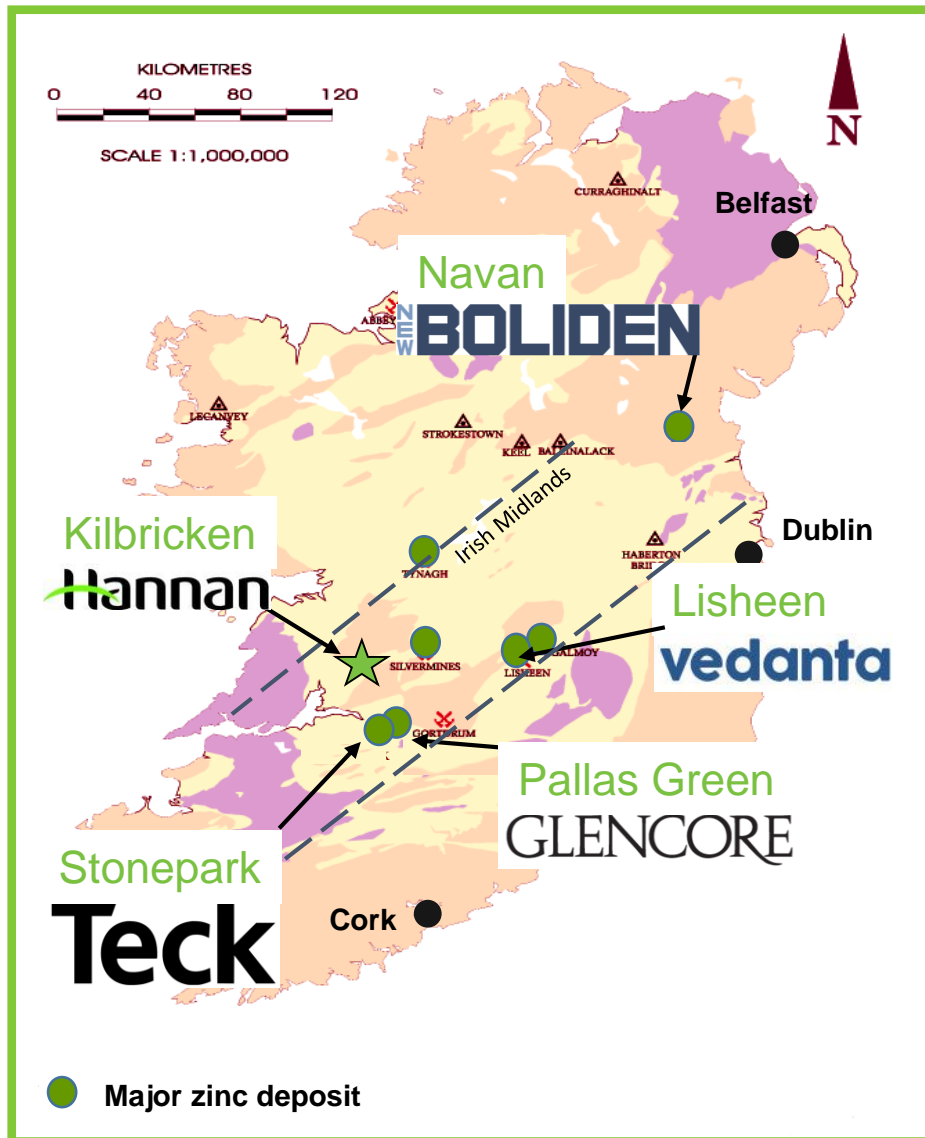 KILOMETRES
0 40 80 120
SCALE 1:1,000,000
N
CURRAGHINALT
Belfast
Navan
NEW BOLIDEN
ABBEY
LECANVEY
STROKESTOWN
KEEL
BALLINALACK
Irish Midlands
Kilbricken
Hannan
TYNAGH
Dublin
HABERTON
BRI
Lisheen
vedanta
SILVERMINES
GALMOY
LISHEEN
GORTDRUM
Pallas Green
GLENCORE
Stonepark
Teck
Cork
Major zinc deposit